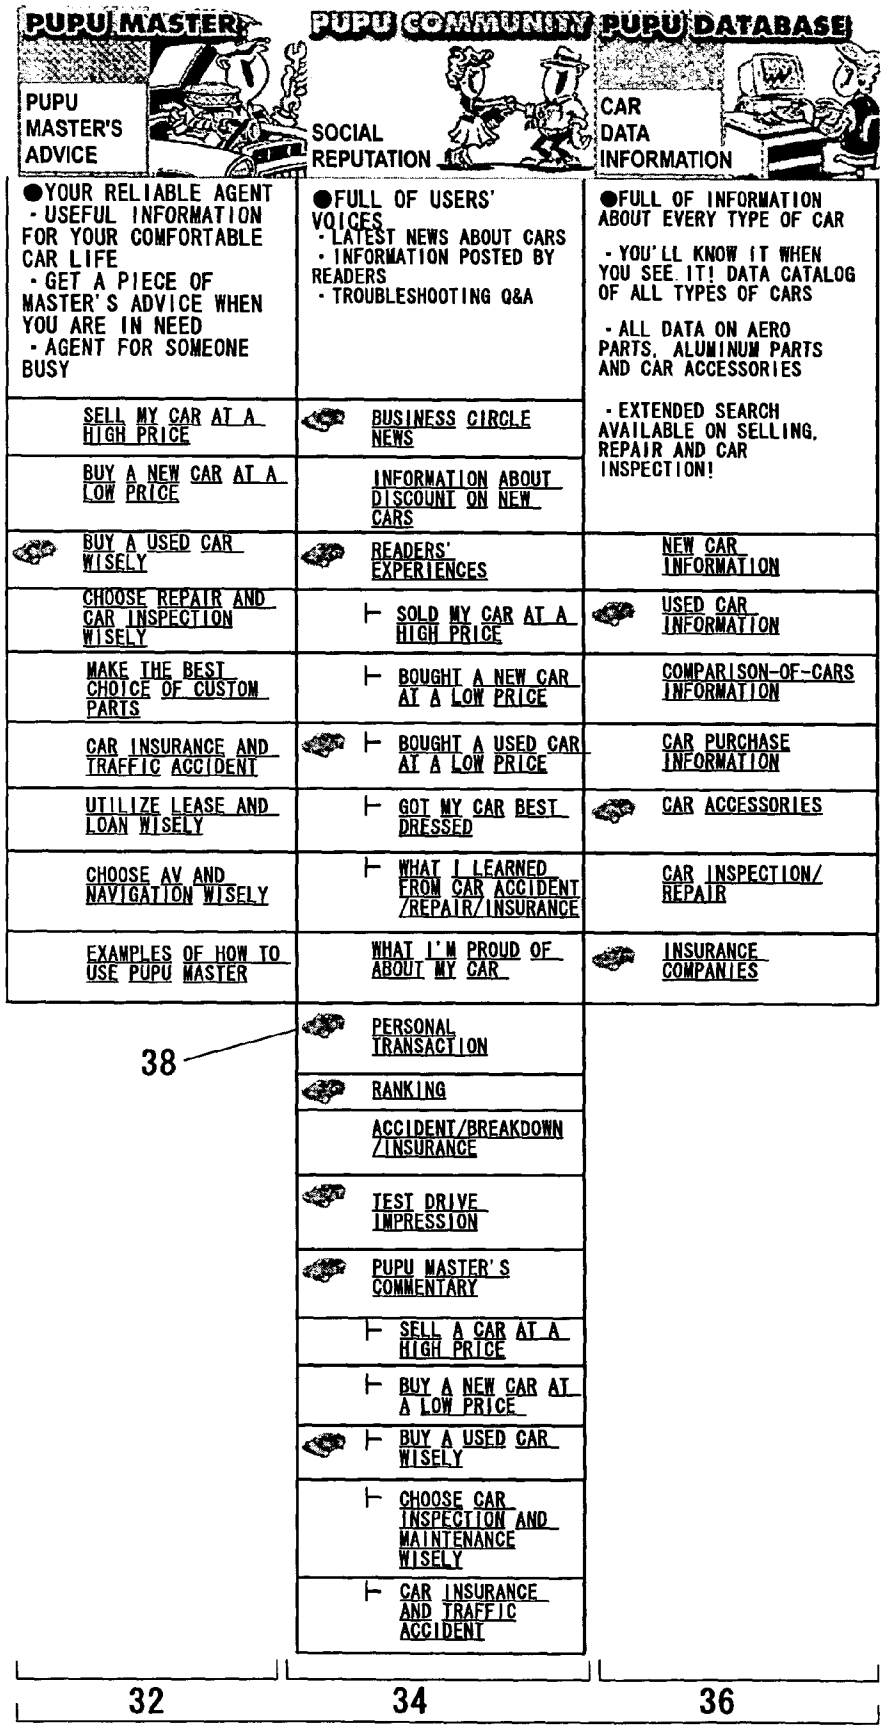 PUPU MASTER
PUPU
MASTER'S
ADVICE
●YOUR RELIABLE AGENT
・USEFUL INFORMATION
FOR YOUR COMFORTABLE
CAR LIFE
・GET A PIECE OF
MASTER'S ADVICE WHEN
YOU ARE IN NEED
・AGENT FOR SOMEONE
BUSY
SELL MY CAR AT A
HIGH PRICE
BUY A NEW CAR AT A
LOW PRICE
BUY A USED CAR
WISELY
CHOOSE REPAIR AND
CAR INSPECTION
WISELY
MAKE THE BEST
CHOICE OF CUSTOM
PARTS
CAR INSURANCE AND
TRAFFIC ACCIDENT
UTILIZE LEASE AND
LOAN WISELY
CHOOSE AV AND
NAVIGATION WISELY
EXAMPLES OF HOW TO
USE PUPU MASTER
PUPU COMMUNITY
SOCIAL
REPUTATION
●FULL OF USERS'
VOICES
・LATEST NEWS ABOUT CARS
・INFORMATION POSTED BY
READERS
・TROUBLESHOOTING Q&A
BUSINESS CIRCLE
NEWS
INFORMATION ABOUT
DISCOUNT ON NEW
CARS
READERS'
EXPERIENCES
SOLD MY CAR AT A
HIGH PRICE
BOUGHT A NEW CAR
AT A LOW PRICE
BOUGHT A USED CAR
AT A LOW PRICE
GOT MY CAR BEST
DRESSED
WHAT I LEARNED
FROM CAR ACCIDENT
/REPAIR/INSURANCE
WHAT I'M PROUD OF
ABOUT MY CAR
PERSONAL
TRANSACTION
RANKING
ACCIDENT/BREAKDOWN
/INSURANCE
TEST DRIVE
IMPRESSION
PUPU MASTER'S
COMMENTARY
SELL A CAR AT A
HIGH PRICE
BUY A NEW CAR AT
A LOW PRICE
BUY A USED CAR
WISELY
CHOOSE CAR
INSPECTION AND
MAINTENANCE
WISELY
CAR INSURANCE
AND TRAFFIC
ACCIDENT
PUPU DATABASE
CAR
DATA
INFORMATION
●FULL OF INFORMATION
ABOUT EVERY TYPE OF CAR
・YOU'LL KNOW IT WHEN
YOU SEE IT! DATA CATALOG
OF ALL TYPES OF CARS
・ALL DATA ON AERO
PARTS, ALUMINUM PARTS
AND CAR ACCESSORIES
・EXTENDED SEARCH
AVAILABLE ON SELLING,
REPAIR AND CAR
INSPECTION!
NEW CAR
INFORMATION
USED CAR
INFORMATION
COMPARISON-OF-CARS
INFORMATION
CAR PURCHASE
INFORMATION
CAR ACCESSORIES
CAR INSPECTION/
REPAIR
INSURANCE
COMPANIES
38
32
34
36